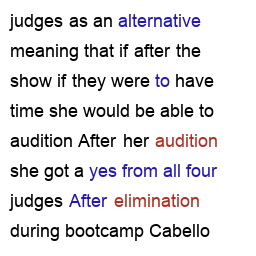 judges as an alternative
meaning that if after the
show if they were to have
time she would be able to
audition After her audition
she got a yes from all four
judges After elimination
during bootcamp Cabello